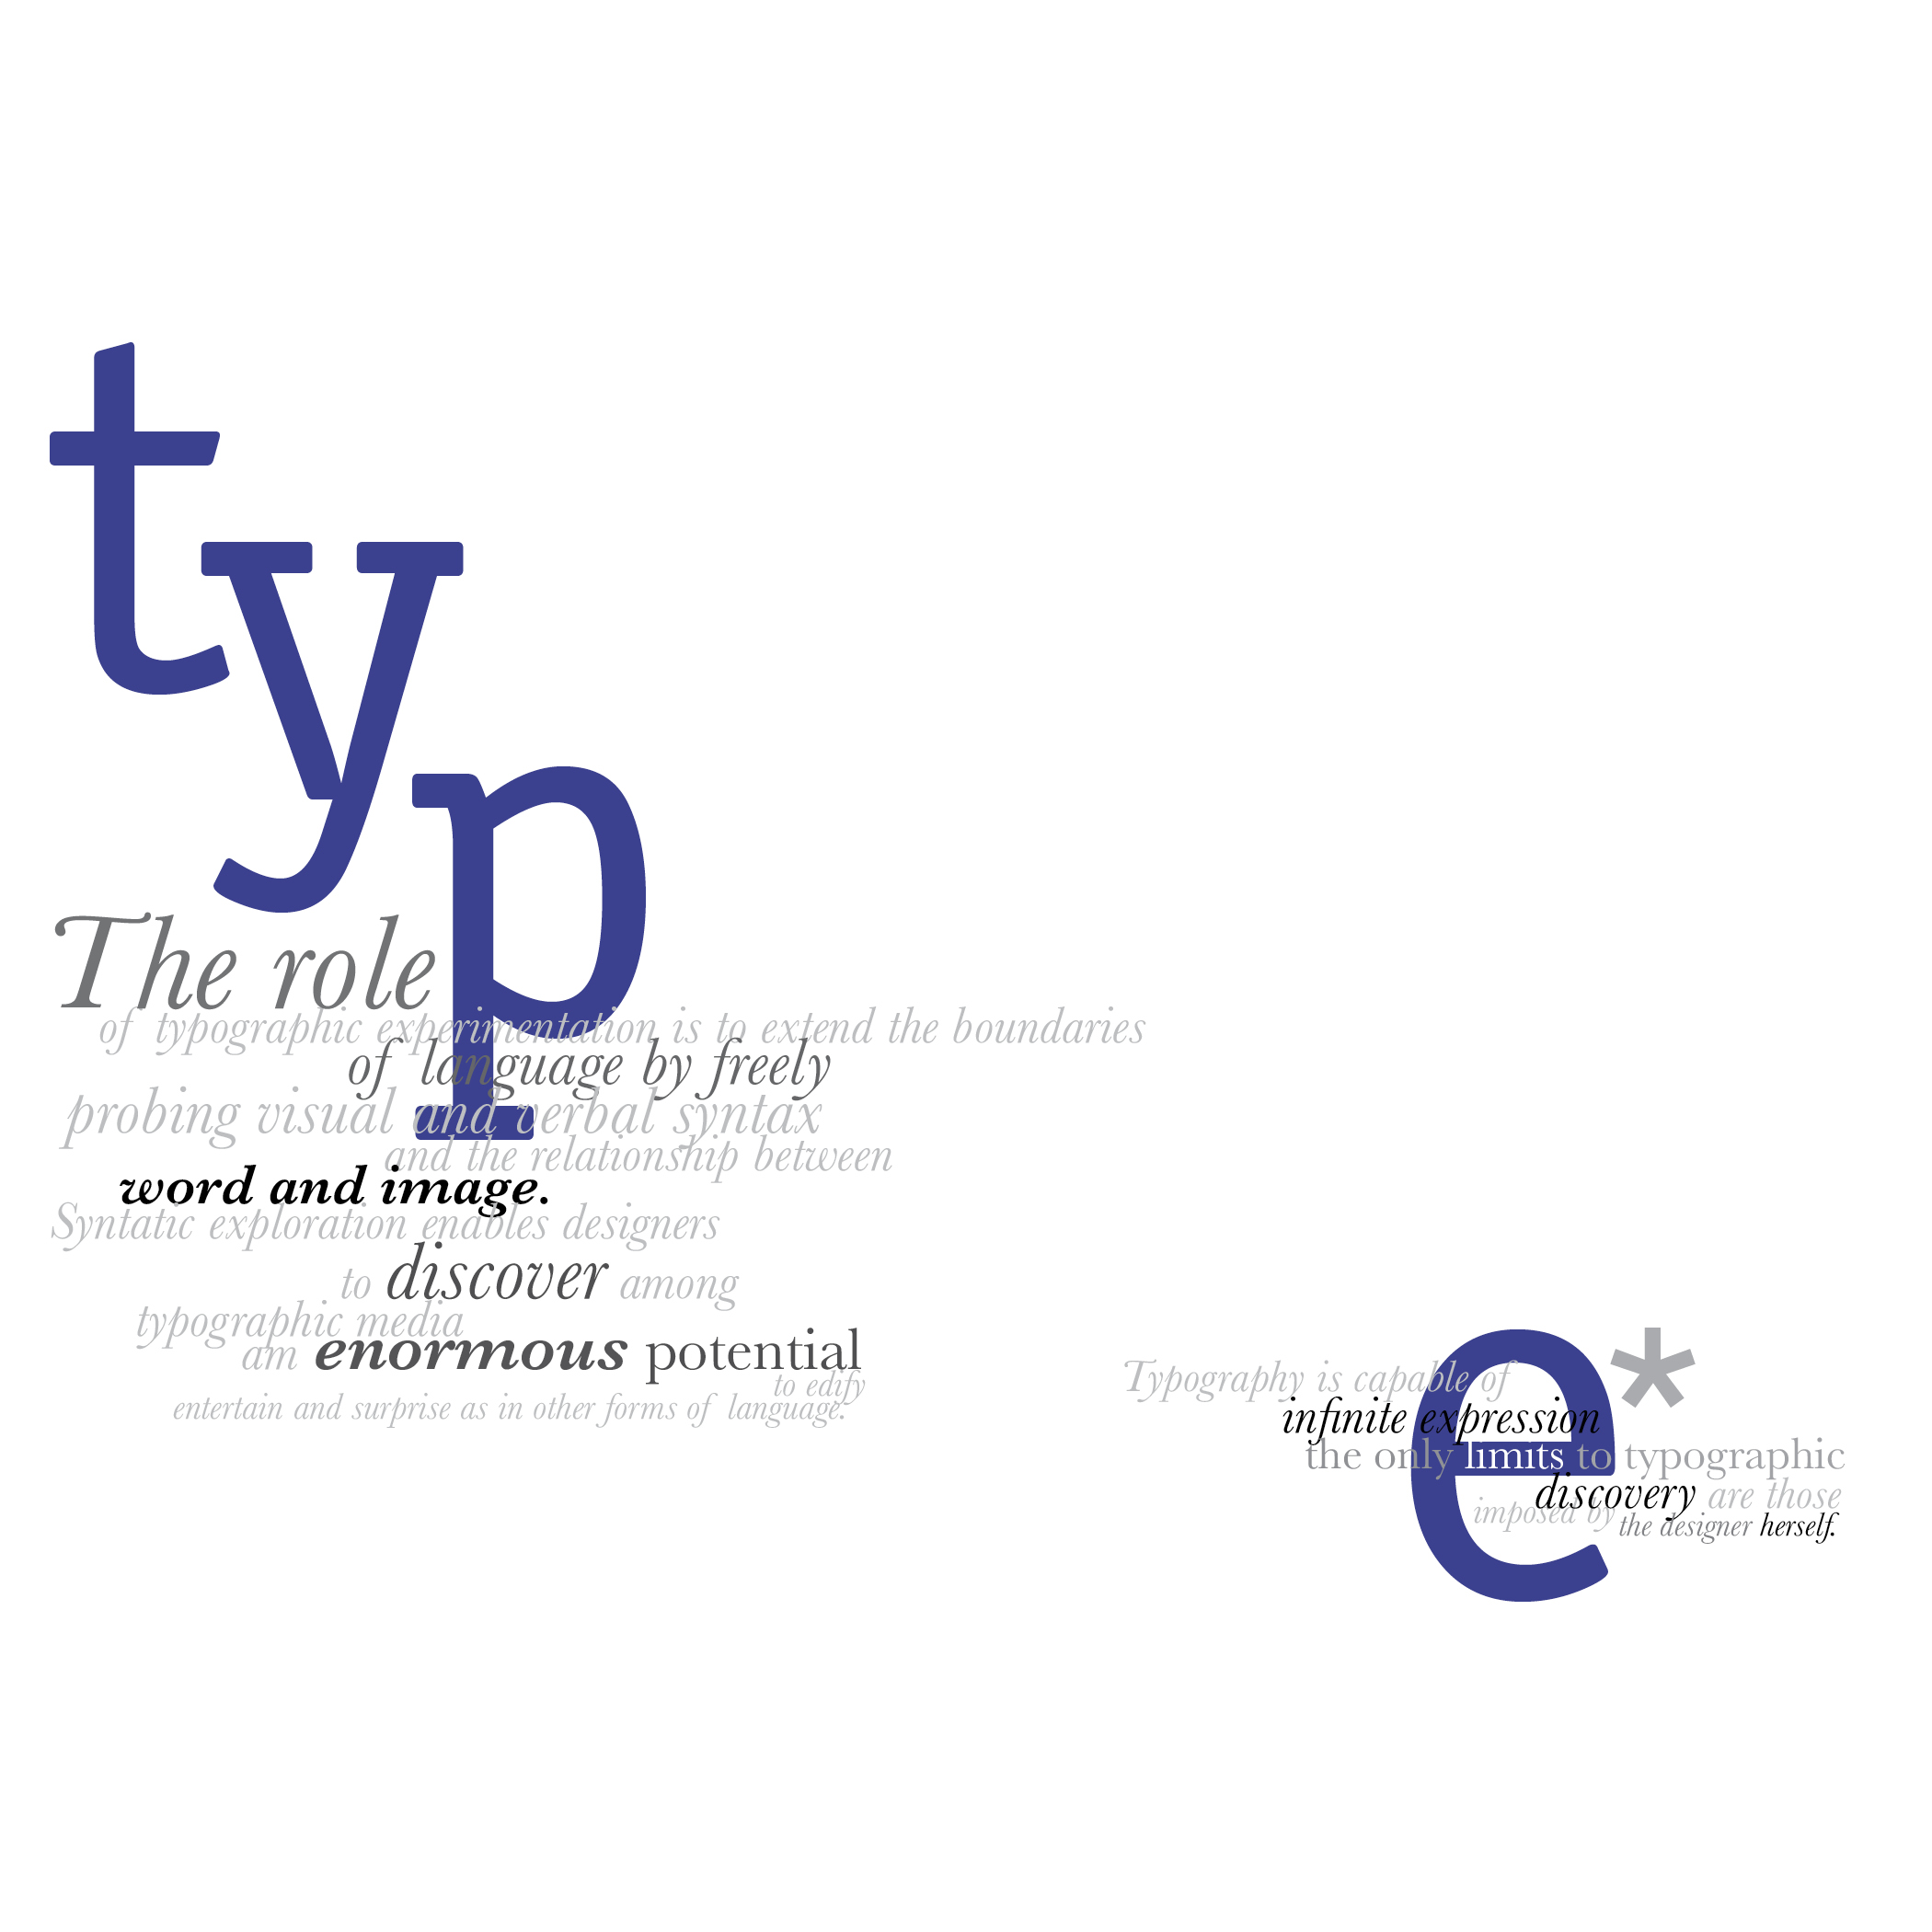 typ
The role
of typographic experimentation is to extend the boundaries
of language by freely
probing visual and verbal syntax
and the relationship between
word and image.
Syntatic exploration enables designers
to discover among
typographic media
am enormous potential
to edify
entertain and surprise as in other forms of language.
e*
Typography is capable of
infinite expression
the only limits to typographic
discovery are those
imposed by
the designer herself.